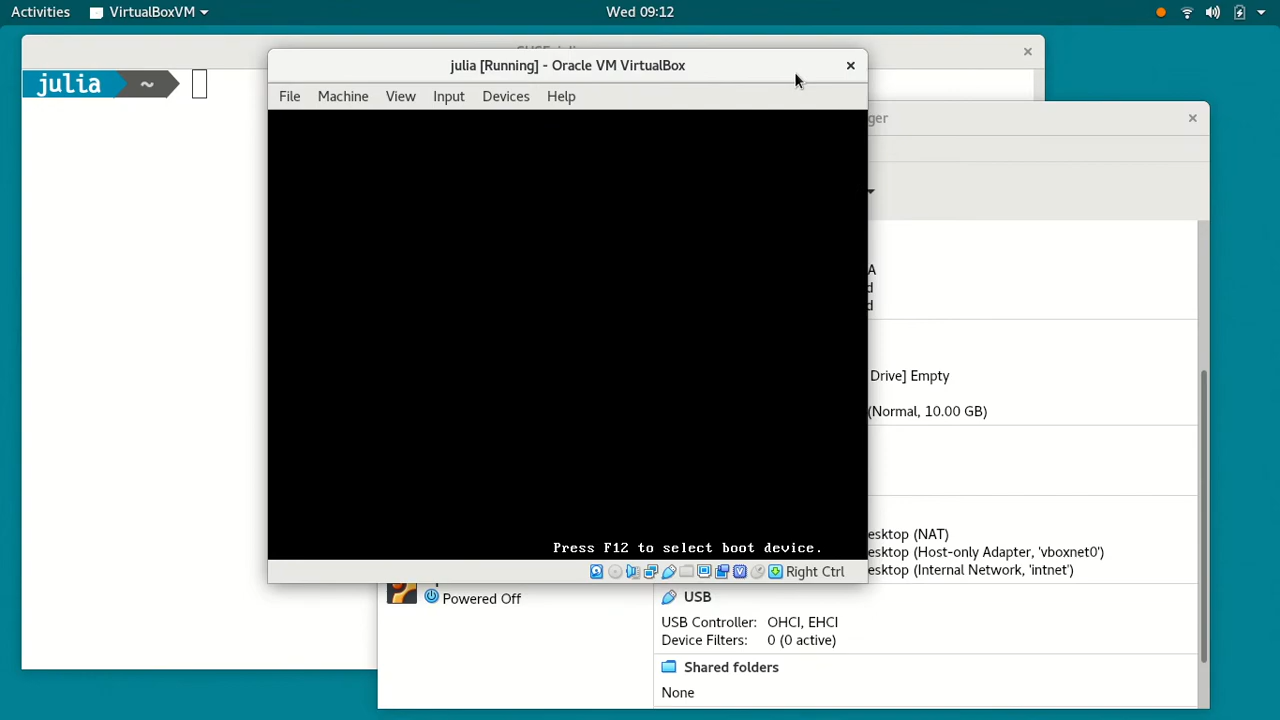 Activities VirtualBoxVM Wed 09:12
julia ~
julia [Running] - Oracle VM VirtualBox
File Machine View Input Devices Help
Press F12 to select boot device.
Right Ctrl
ger
A
d
d
Drive] Empty
(Normal, 10.00 GB)
esktop (NAT)
esktop (Host-only Adapter, 'vboxnet0')
esktop (Internal Network, 'intnet')
Powered Off
USB
USB Controller: OHCI, EHCI
Device Filters: 0 (0 active)
Shared folders
None